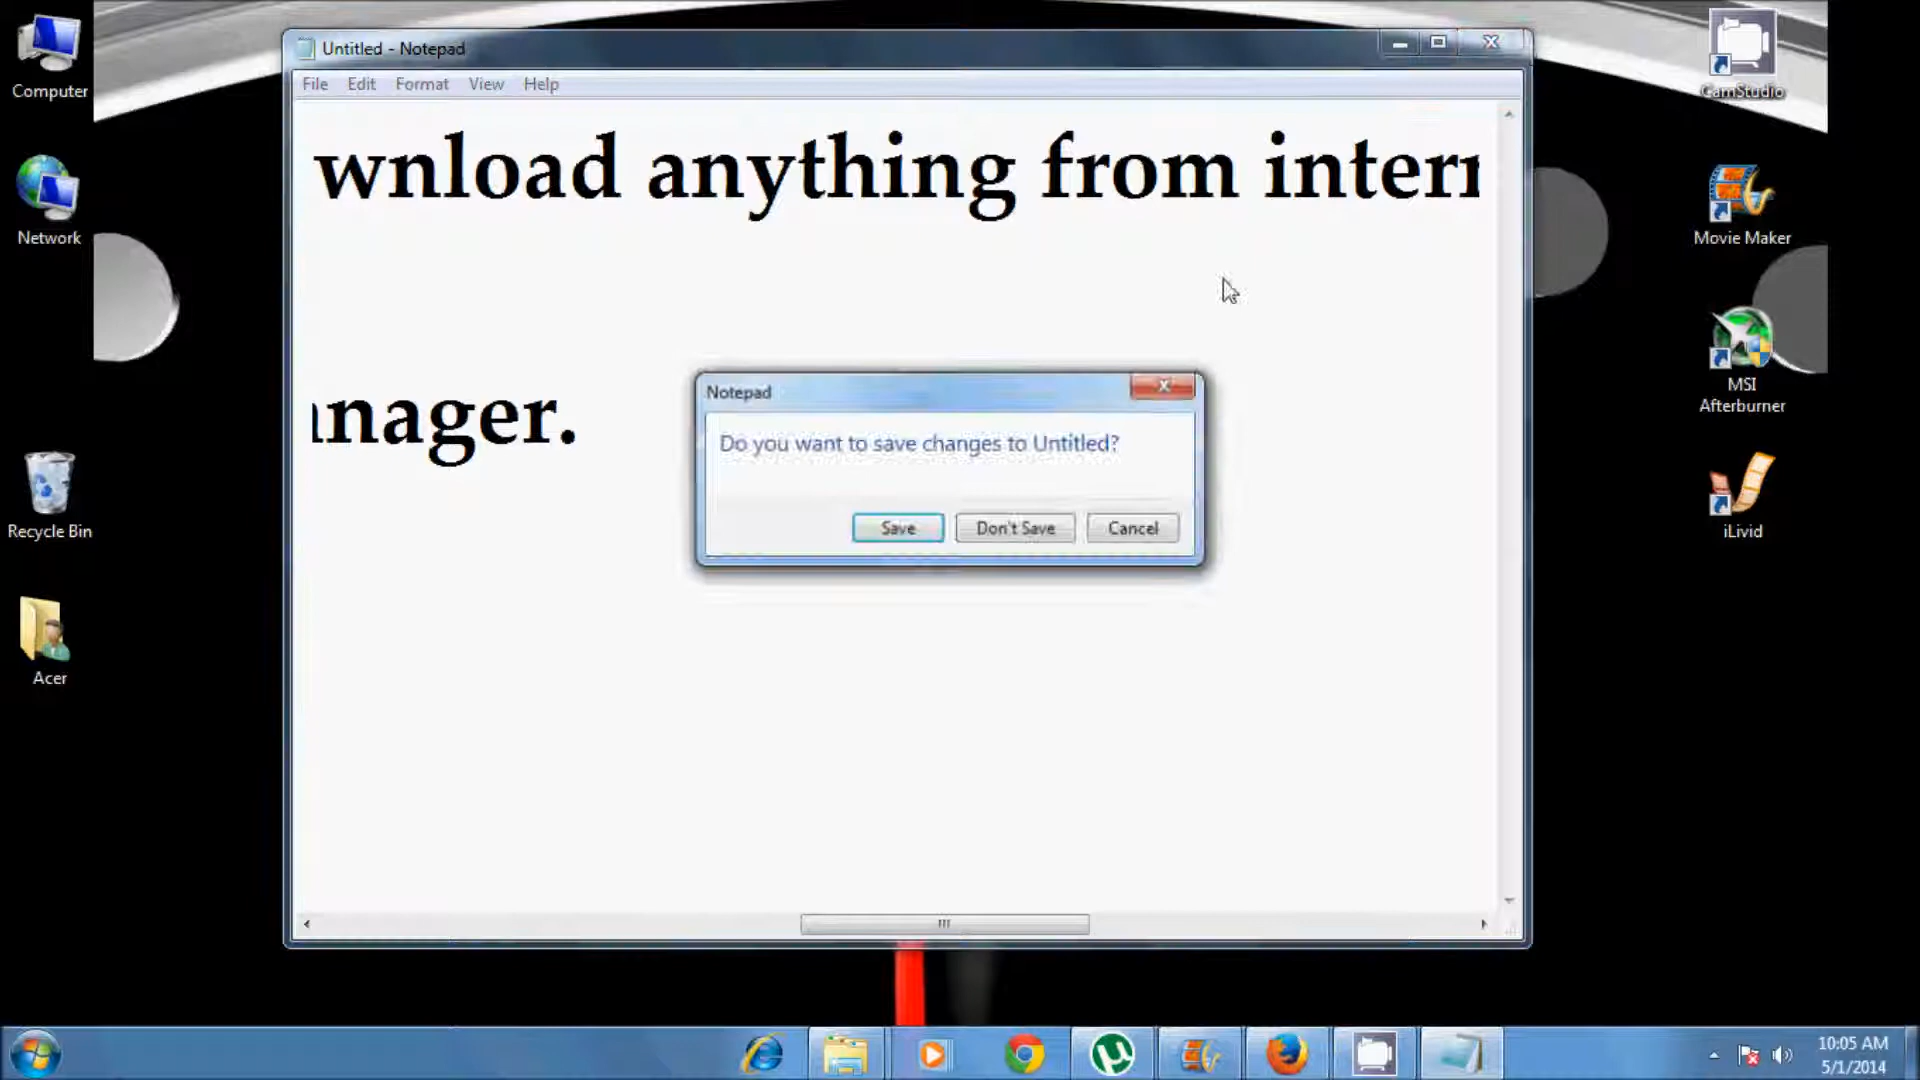 Computer
Network
Recycle Bin
Acer
Untitled - Notepad
File Edit Format View Help
wnload anything from intern
anager.
Notepad
Do you want to save changes to Untitled?
Save Don't Save Cancel
CamStudio
Movie Maker
MSI
Afterburner
iLivid
10:05 AM
5/1/2014